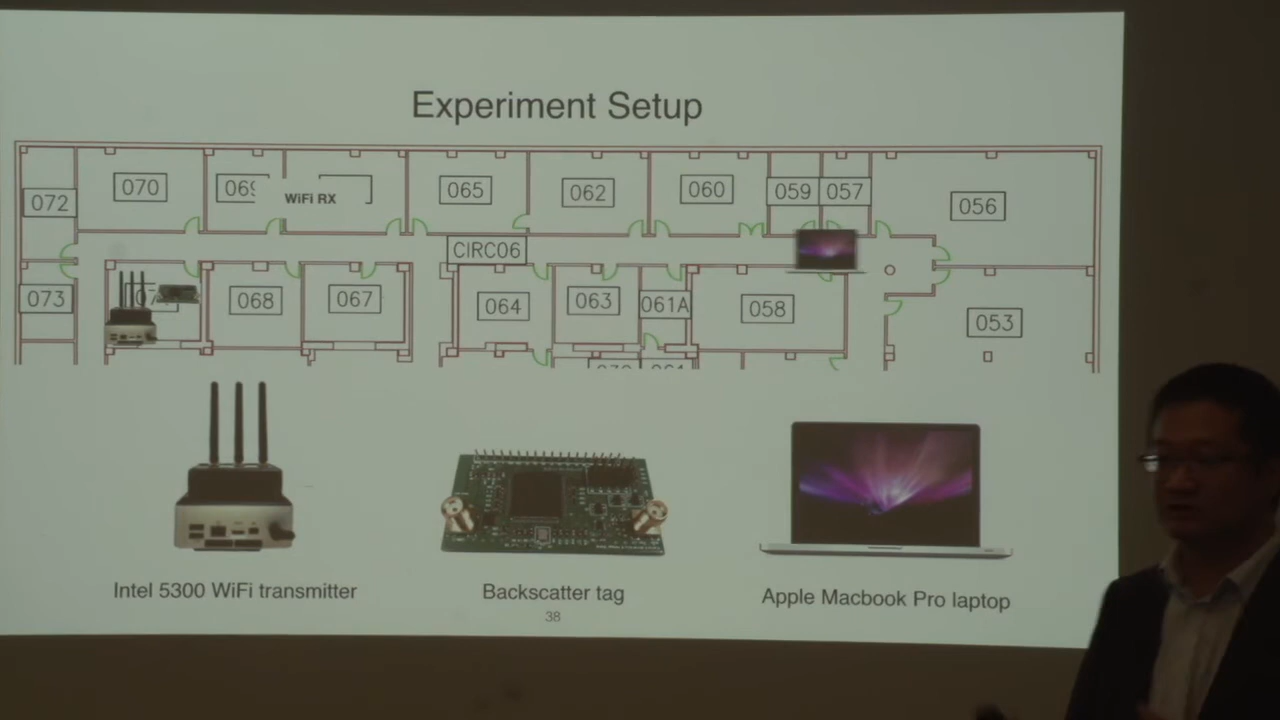 Experiment Setup
070
WiFi RX
065
062
060
059
057
056
072
CIRC06
073
068
067
064
063
061A
058
053
Intel 5300 WiFi transmitter
Backscatter tag
Apple Macbook Pro laptop
38